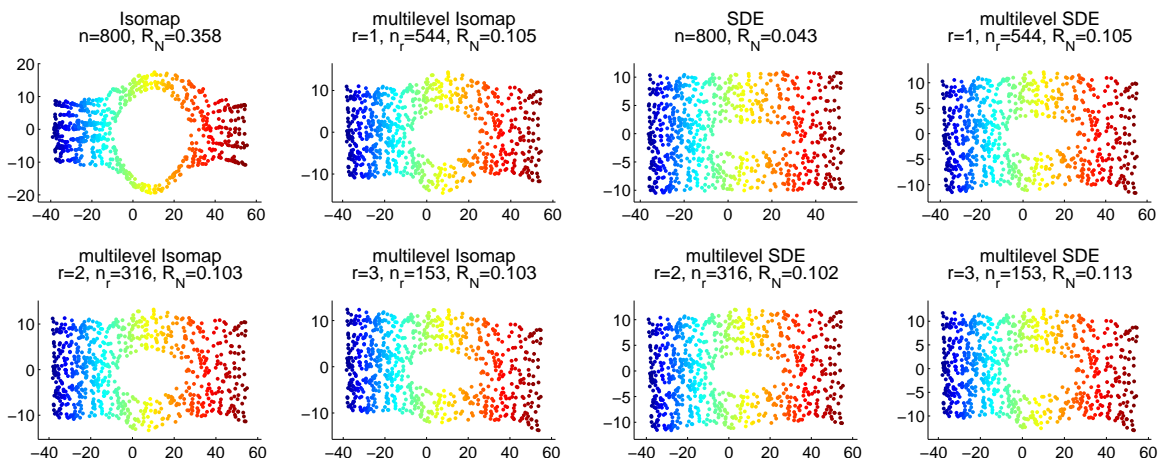 Isomap
n=800, R_N=0.358
20
10
0
−10
−20
−40 −20 0 20 40 60
multilevel Isomap
r=1, n_r=544, R_N=0.105
10
0
−10
−40 −20 0 20 40 60
SDE
n=800, R_N=0.043
10
5
0
−5
−10
−40 −20 0 20 40
multilevel SDE
r=1, n_r=544, R_N=0.105
10
5
0
−5
−10
−40 −20 0 20 40 60
multilevel Isomap
r=2, n_r=316, R_N=0.103
10
0
−10
−40 −20 0 20 40 60
multilevel Isomap
r=3, n_r=153, R_N=0.103
10
0
−10
−40 −20 0 20 40 60
multilevel SDE
r=2, n_r=316, R_N=0.102
10
5
0
−5
−10
−40 −20 0 20 40 60
multilevel SDE
r=3, n_r=153, R_N=0.113
10
5
0
−5
−10
−40 −20 0 20 40 60